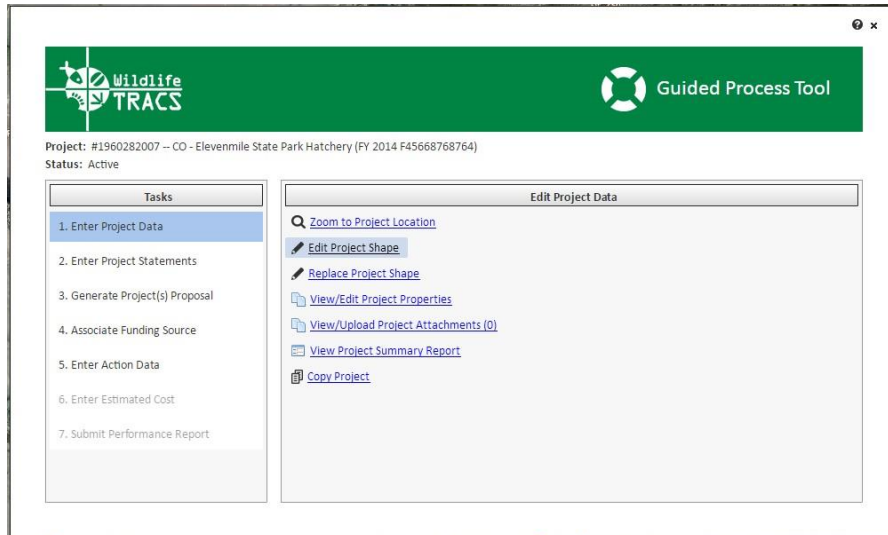 Wildlife
TRACS
Guided Process Tool
Project: #1960282007 -- CO - Elevenmile State Park Hatchery (FY 2014 F45668768764)
Status: Active
Tasks
1. Enter Project Data
2. Enter Project Statements
3. Generate Project(s) Proposal
4. Associate Funding Source
5. Enter Action Data
6. Enter Estimated Cost
7. Submit Performance Report
Edit Project Data
Zoom to Project Location
Edit Project Shape
Replace Project Shape
View/Edit Project Properties
View/Upload Project Attachments (0)
View Project Summary Report
Copy Project